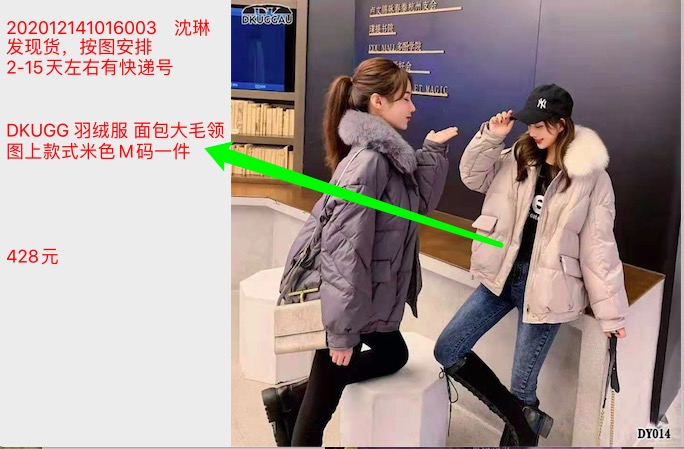 202012141016003 沈琳
发现货，按图安排
2-15天左右有快递号
DKUGG 羽绒服 面包大毛领
图上款式米色M码一件
428元
DK
DKUGGAU
NY
DY014